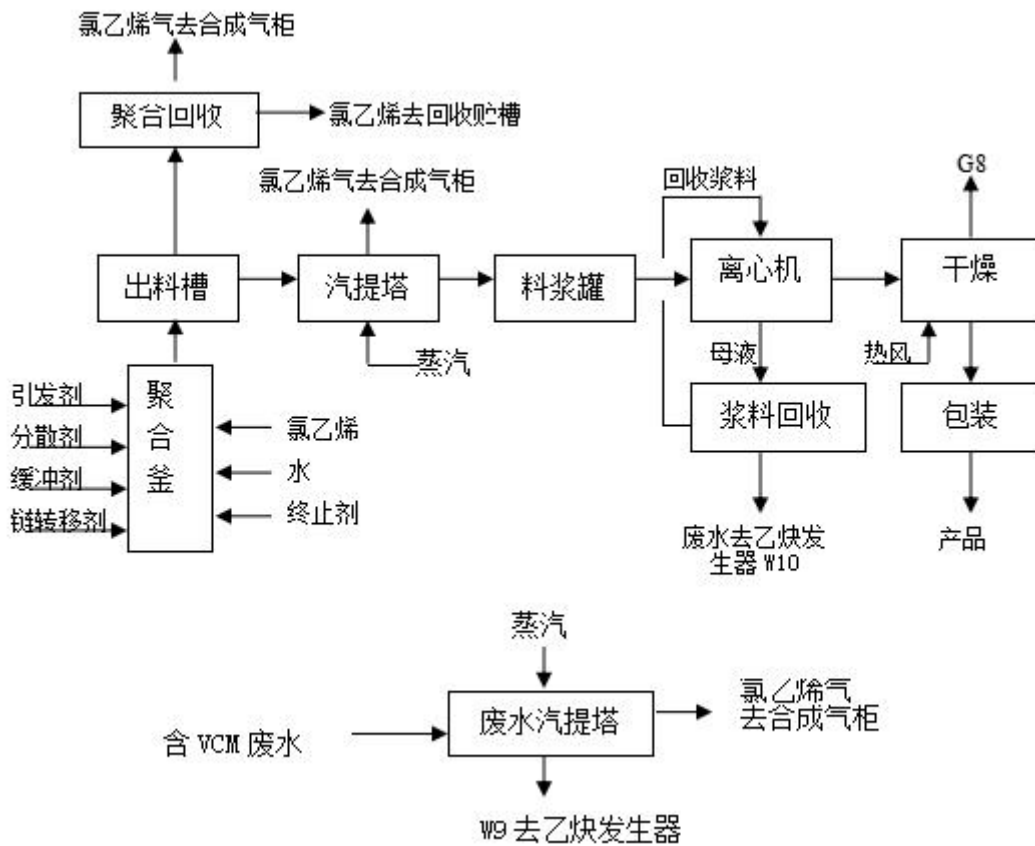 氯乙烯气去合成气柜
聚合回收
氯乙烯去回收贮槽
氯乙烯气去合成气柜
回收浆料
G8
出料槽
汽提塔
料浆罐
离心机
干燥
蒸汽
母液
热风
聚
合
釜
引发剂
分散剂
缓冲剂
链转移剂
氯乙烯
水
终止剂
浆料回收
包装
废水去乙炔发
生器 W10
产品
蒸汽
废水汽提塔
氯乙烯气
去合成气柜
含 VCM 废水
W9 去乙炔发生器